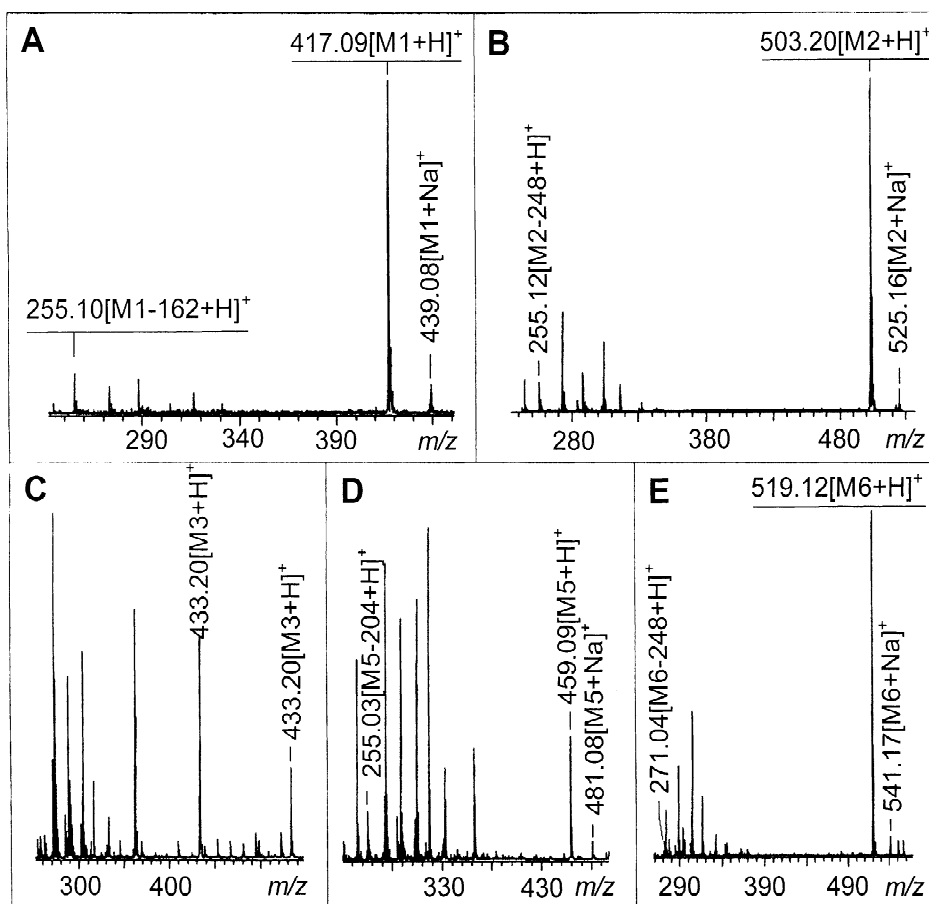 A
417.09[M1+H]+
439.08[M1+Na]+
255.10[M1-162+H]+
290 340 390 m/z
B
503.20[M2+H]+
255.12[M2-248+H]+
525.16[M2+Na]+
280 380 480 m/z
C
433.20[M3+H]+
433.20[M3+H]+
300 400 m/z
D
255.03[M5-204+H]+
459.09[M5+H]+
481.08[M5+Na]+
330 430 m/z
E
519.12[M6+H]+
271.04[M6-248+H]+
541.17[M6+Na]+
290 390 490 m/z